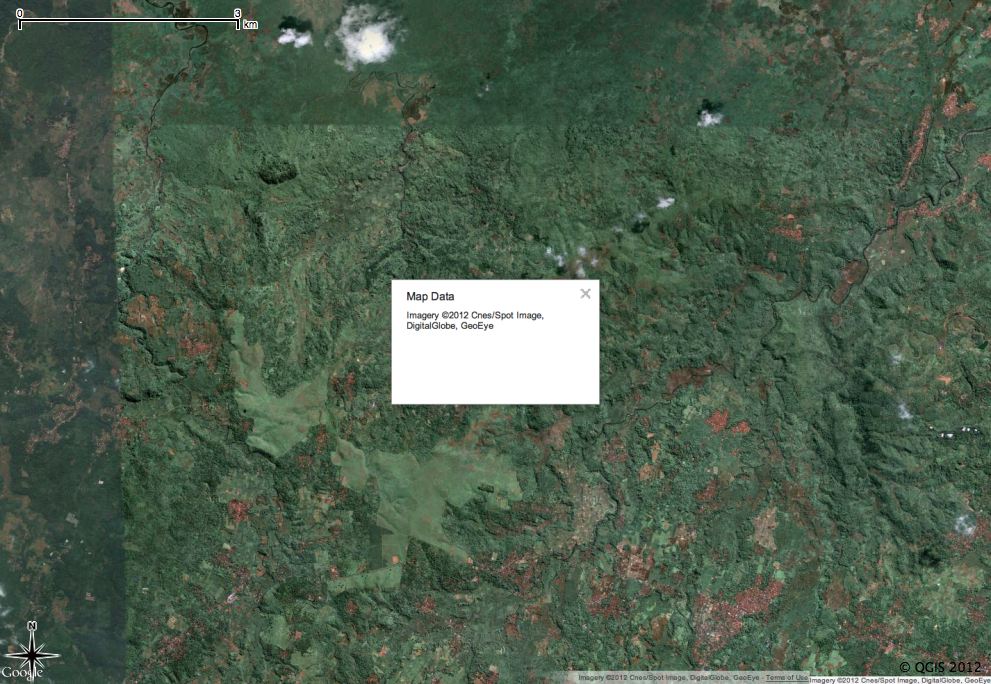 0 3
km
Map Data
Imagery ©2012 Cnes/Spot Image,
DigitalGlobe, GeoEye
N
Google
© QGIS 2012
Imagery ©2012 Cnes/Spot Image, DigitalGlobe, GeoEye - Terms of Use
Imagery ©2012 Cnes/Spot Image, DigitalGlobe, GeoEye